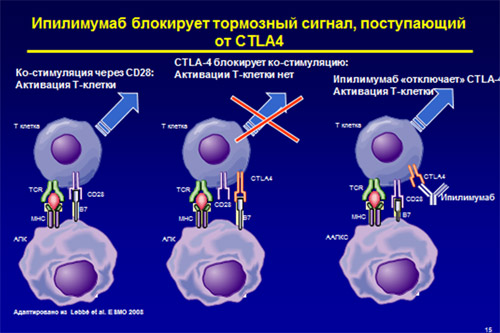 Ипилимумаб блокирует тормозный сигнал, поступающий
от CTLA4
Ко-стимуляция через CD28:
Активация Т-клетки
CTLA-4 блокирует ко-стимуляцию:
Активации Т-клетки нет
Ипилимумаб «отключает» CTLA-4
Активация Т-клетки
Т клетка
TCR
CD28
MHC
B7
АПК
Т клетка
CTLA4
TCR
CD28
MHC
B7
АПК
Т клетка
CTLA4
TCR
CD28
Ипилимумаб
MHC
B7
ААПКС
Адаптировано из Lebbé et al. ESMO 2008
15